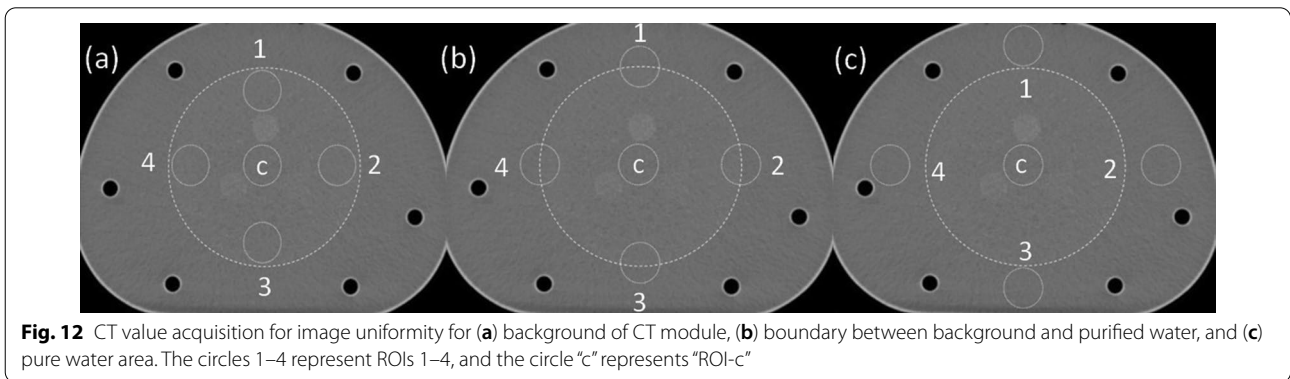 (a) 1 (b) 1 (c)
1
4 c 2 4 c 2 4 c 2
3 3 3
Fig. 12 CT value acquisition for image uniformity for (a) background of CT module, (b) boundary between background and purified water, and (c)
pure water area. The circles 1–4 represent ROIs 1–4, and the circle “c” represents “ROI-c”